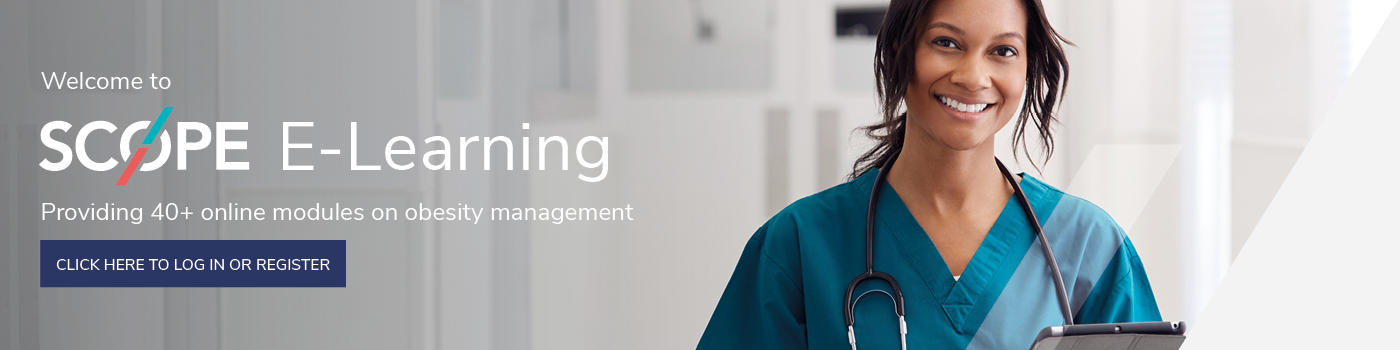 Welcome to
SCOPE E-Learning
Providing 40+ online modules on obesity management
CLICK HERE TO LOG IN OR REGISTER